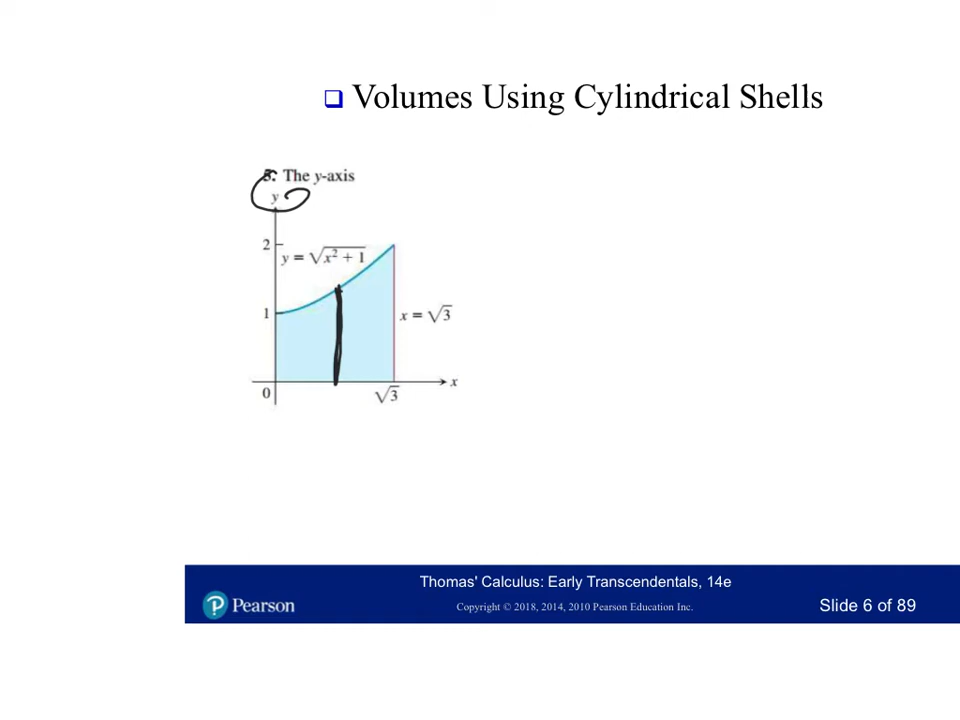 ❑ Volumes Using Cylindrical Shells
5. The y-axis
y
2
y = √(x² + 1)
1
x = √3
0
√3
x
Thomas' Calculus: Early Transcendentals, 14e
P Pearson
Copyright © 2018, 2014, 2010 Pearson Education Inc.
Slide 6 of 89